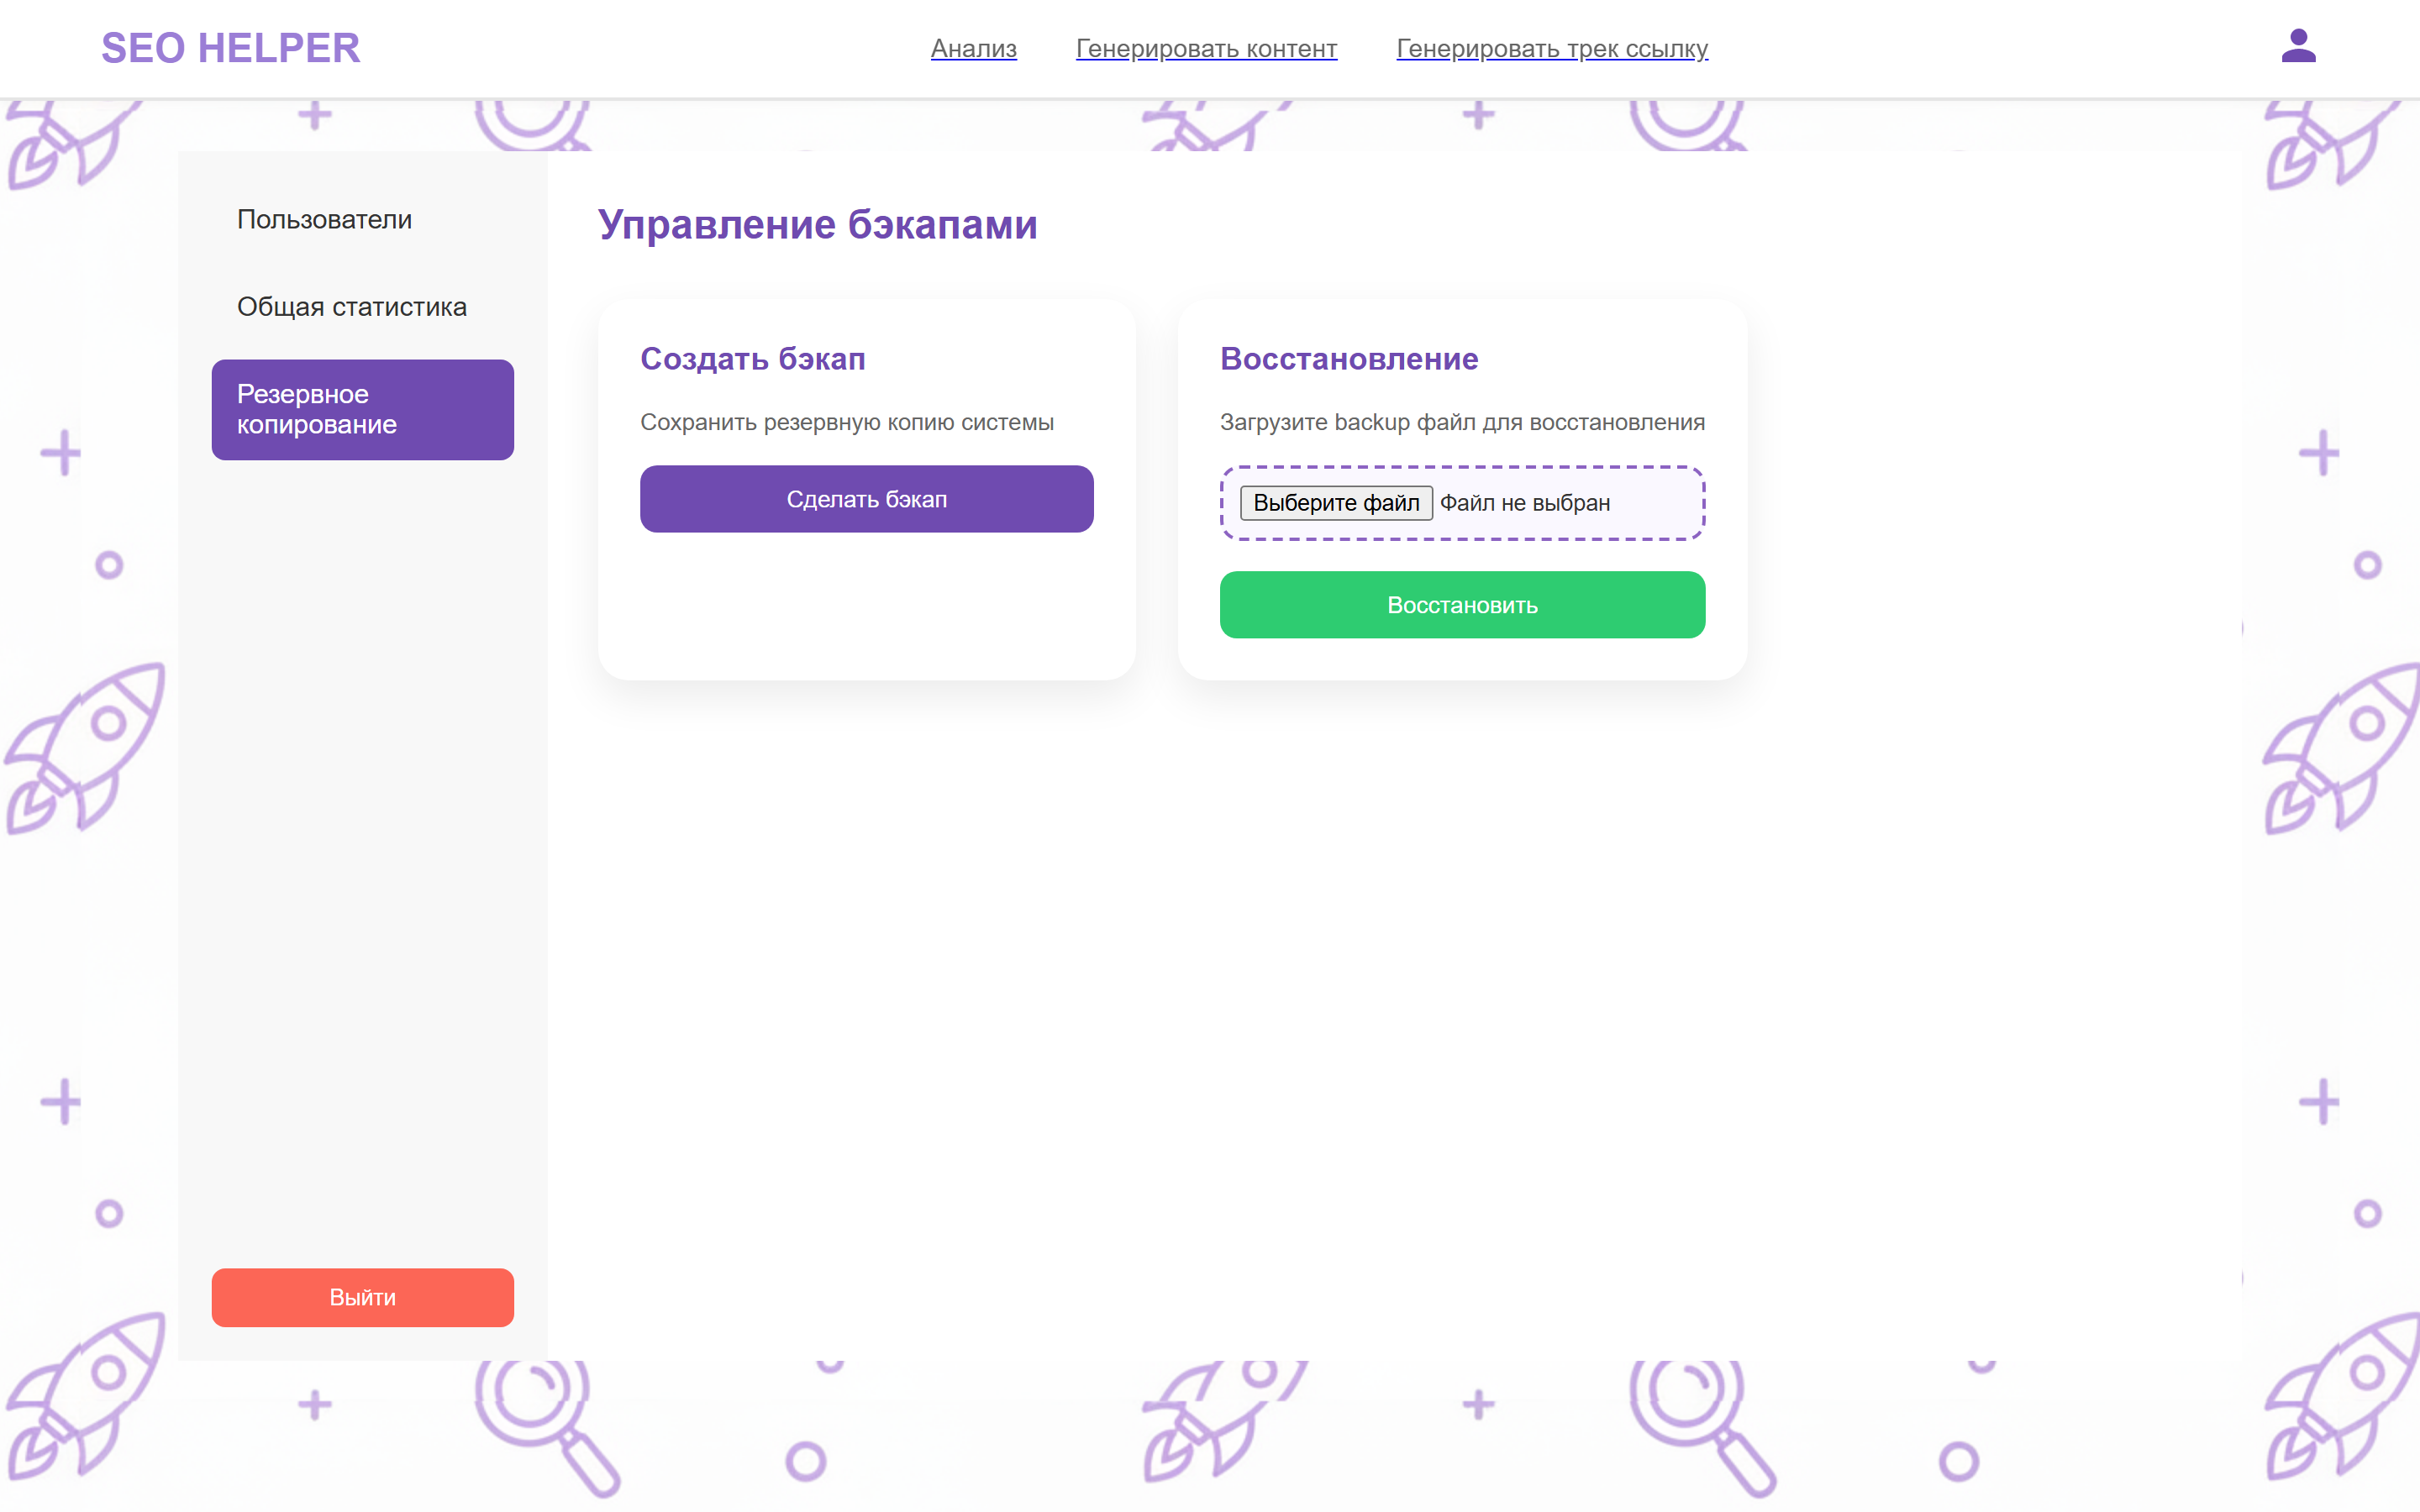 SEO HELPER
Анализ
Генерировать контент
Генерировать трек ссылку
Пользователи
Общая статистика
Резервное
копирование
Выйти
Управление бэкапами
Создать бэкап
Сохранить резервную копию системы
Сделать бэкап
Восстановление
Загрузите backup файл для восстановления
Выберите файл Файл не выбран
Восстановить